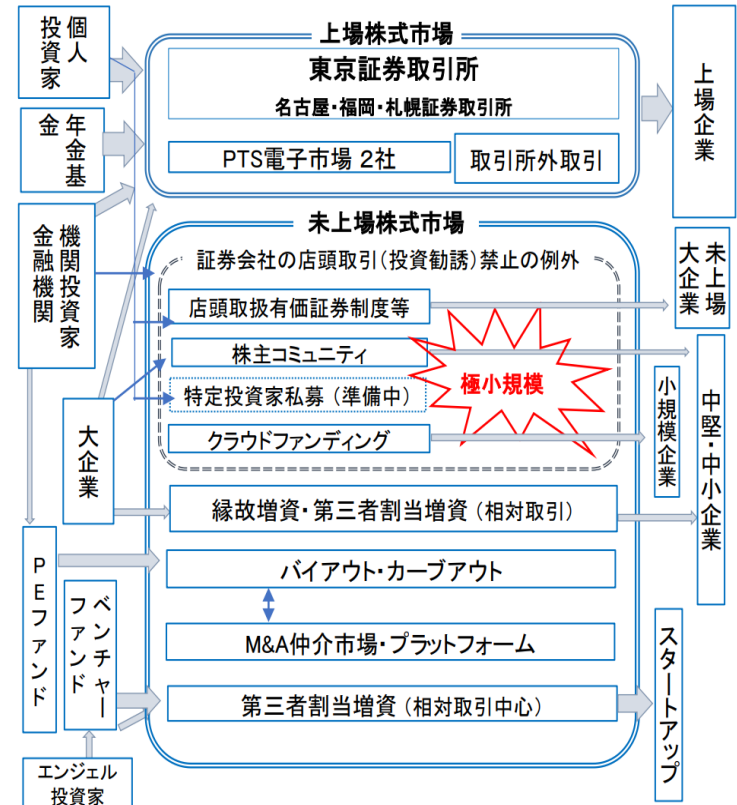 個人
投資家
年金基
金
機関投資家
金融機関
大企業
PEファンド
ベンチャー
ファンド
エンジェル
投資家
上場株式市場
東京証券取引所
名古屋・福岡・札幌証券取引所
PTS電子市場 2社
取引所外取引
未上場株式市場
証券会社の店頭取引(投資勧誘)禁止の例外
店頭取扱有価証券制度等
株主コミュニティ
特定投資家私募(準備中)
クラウドファンディング
極小規模
縁故増資・第三者割当増資(相対取引)
バイアウト・カーブアウト
M&A仲介市場・プラットフォーム
第三者割当増資(相対取引中心)
上場企業
未上場
大企業
小規模企業
中堅・中小企業
スタートアップ